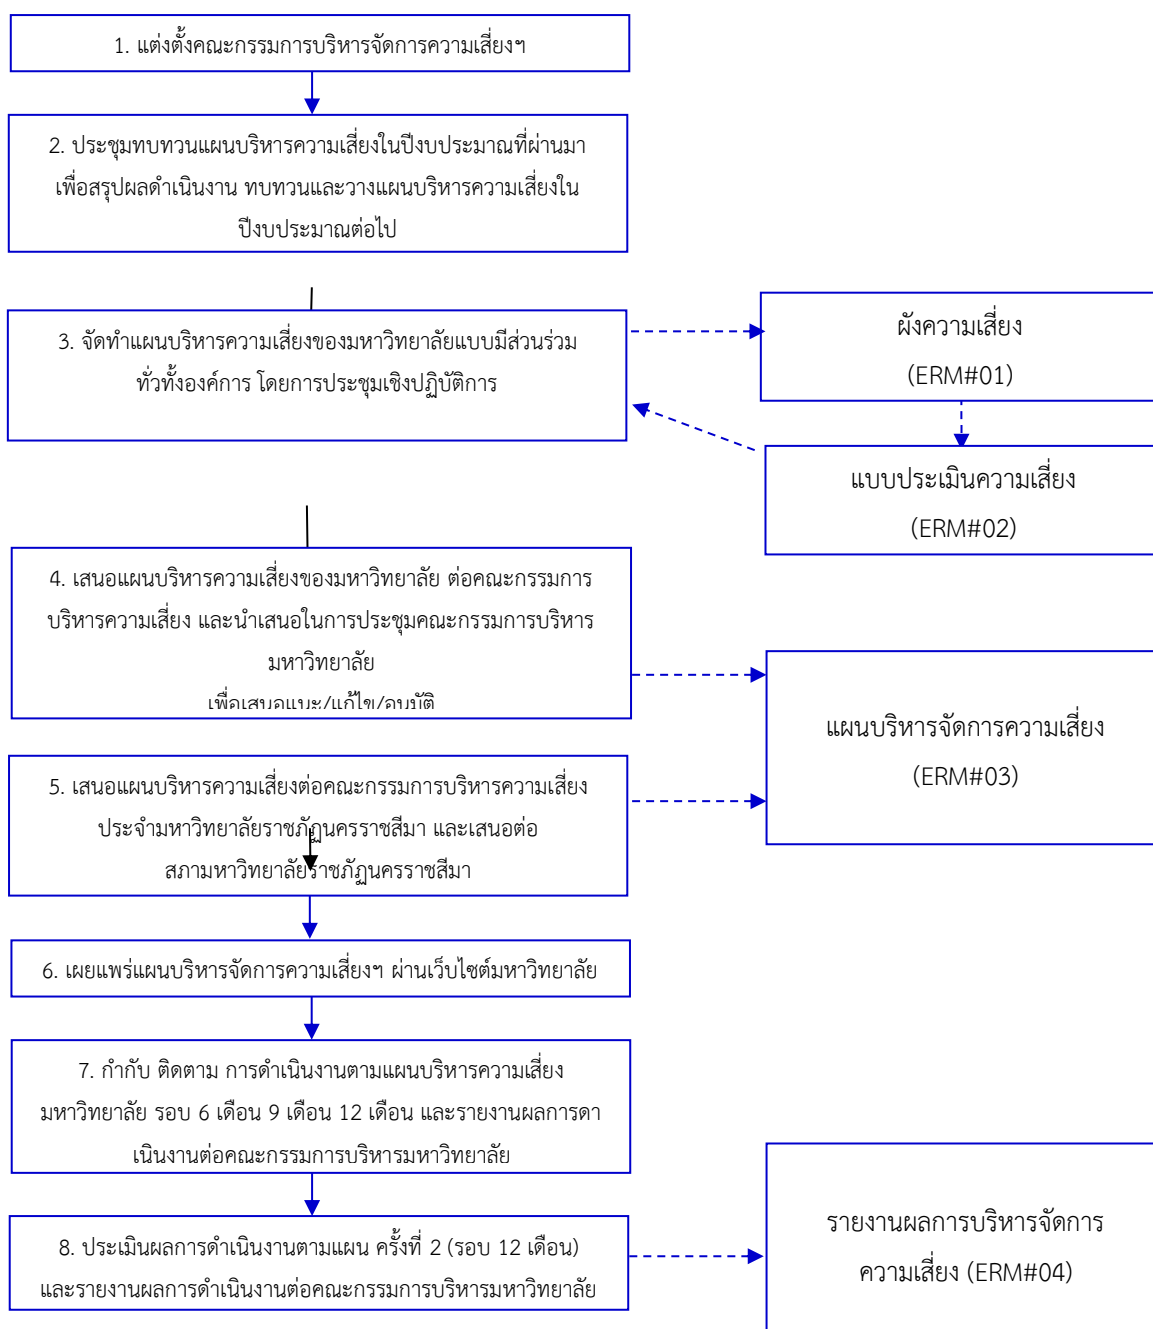 1. แต่งตั้งคณะกรรมการบริหารจัดการความเสี่ยงฯ
2. ประชุมทบทวนแผนบริหารความเสี่ยงในปีงบประมาณที่ผ่านมา
เพื่อสรุปผลดำเนินงาน ทบทวนและวางแผนบริหารความเสี่ยงใน
ปีงบประมาณต่อไป
3. จัดทำแผนบริหารความเสี่ยงของมหาวิทยาลัยแบบมีส่วนร่วม
ทั่วทั้งองค์การ โดยการประชุมเชิงปฏิบัติการ
ผังความเสี่ยง
(ERM#01)
แบบประเมินความเสี่ยง
(ERM#02)
4. เสนอแผนบริหารความเสี่ยงของมหาวิทยาลัย ต่อคณะกรรมการ
บริหารความเสี่ยง และนำเสนอในการประชุมคณะกรรมการบริหาร
มหาวิทยาลัย
เพื่อเสนอแนะ/แก้ไข/อนุมัติ
แผนบริหารจัดการความเสี่ยง
(ERM#03)
5. เสนอแผนบริหารความเสี่ยงต่อคณะกรรมการบริหารความเสี่ยง
ประจำมหาวิทยาลัยราชภัฏนครราชสีมา และเสนอต่อ
สภามหาวิทยาลัยราชภัฏนครราชสีมา
6. เผยแพร่แผนบริหารจัดการความเสี่ยงฯ ผ่านเว็บไซต์มหาวิทยาลัย
7. กำกับ ติดตาม การดำเนินงานตามแผนบริหารความเสี่ยง
มหาวิทยาลัย รอบ 6 เดือน 9 เดือน 12 เดือน และรายงานผลการดา
เนินงานต่อคณะกรรมการบริหารมหาวิทยาลัย
8. ประเมินผลการดำเนินงานตามแผน ครั้งที่ 2 (รอบ 12 เดือน)
และรายงานผลการดำเนินงานต่อคณะกรรมการบริหารมหาวิทยาลัย
รายงานผลการบริหารจัดการ
ความเสี่ยง (ERM#04)